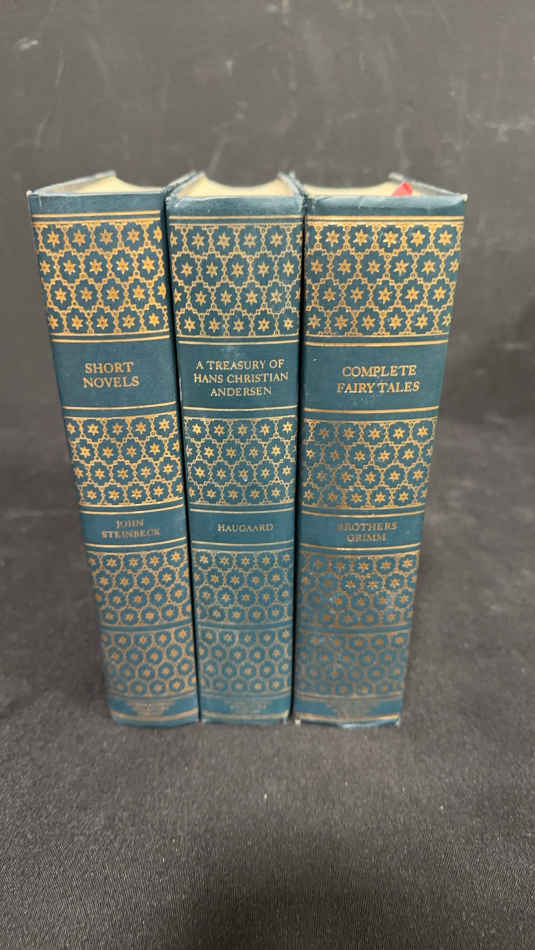 SHORT
NOVELS
JOHN
STEINBECK
A TREASURY OF
HANS CHRISTIAN
ANDERSEN
HAUGAARD
COMPLETE
FAIRY TALES
BROTHERS
GRIMM